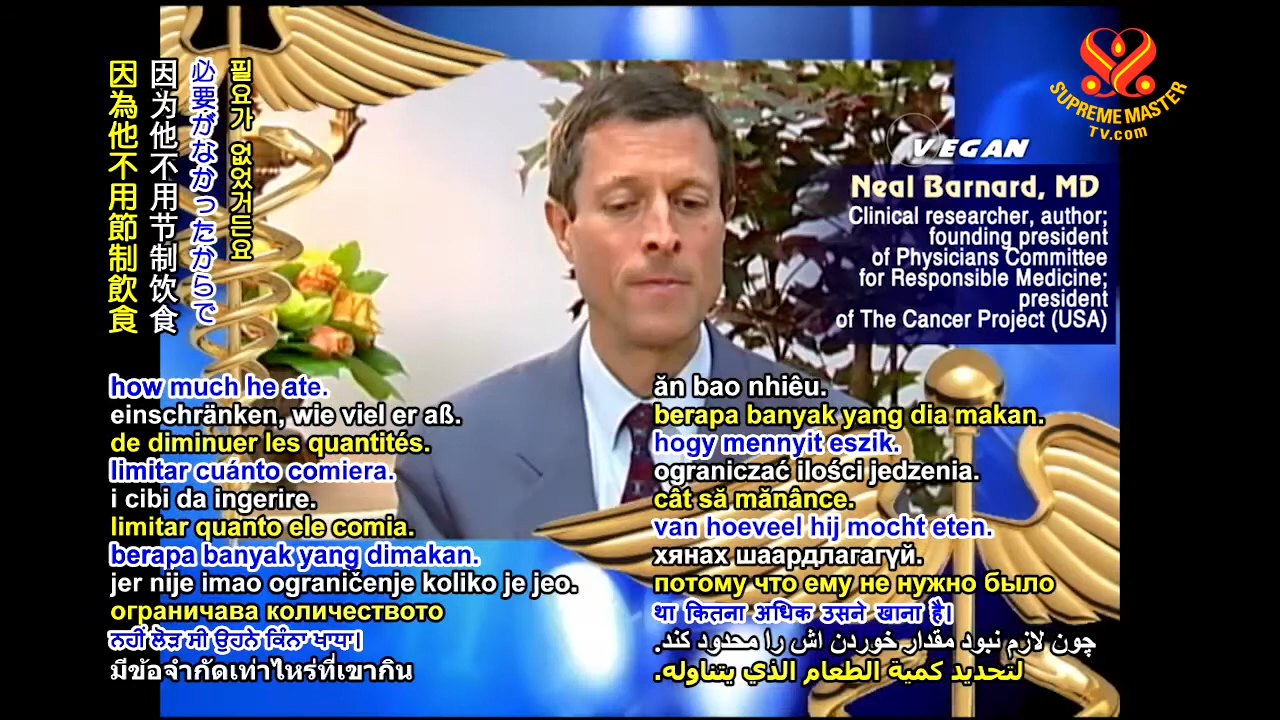 因為他不用節制飲食
因为他不用节制饮食
必要がなかったからで
필요가 없었거든요
SUPREME MASTER
TV.com
VEGAN
Neal Barnard, MD
Clinical researcher, author;
founding president
of Physicians Committee
for Responsible Medicine;
president
of The Cancer Project (USA)
how much he ate.
einschränken, wie viel er aß.
de diminuer les quantités.
limitar cuánto comiera.
i cibi da ingerire.
limitar quanto ele comia.
berapa banyak yang dimakan.
jer nije imao ograničenje koliko je jeo.
ограничава количеството
ਨਹੀਂ ਲੋੜ ਸੀ ਉਹਨੇ ਕਿੰਨਾ ਖਾਧਾ।
มีข้อจำกัดเท่าไหร่ที่เขากิน
ăn bao nhiêu.
berapa banyak yang dia makan.
hogy mennyit eszik.
ograniczać ilości jedzenia.
cât să mănânce.
van hoeveel hij mocht eten.
хянах шаардлагагүй.
потому что ему не нужно было
था कितना अधिक उसने खाना है।
چون لازم نبود مقدار خوردن اش را محدود کند.
لتحديد كمية الطعام الذي يتناوله.